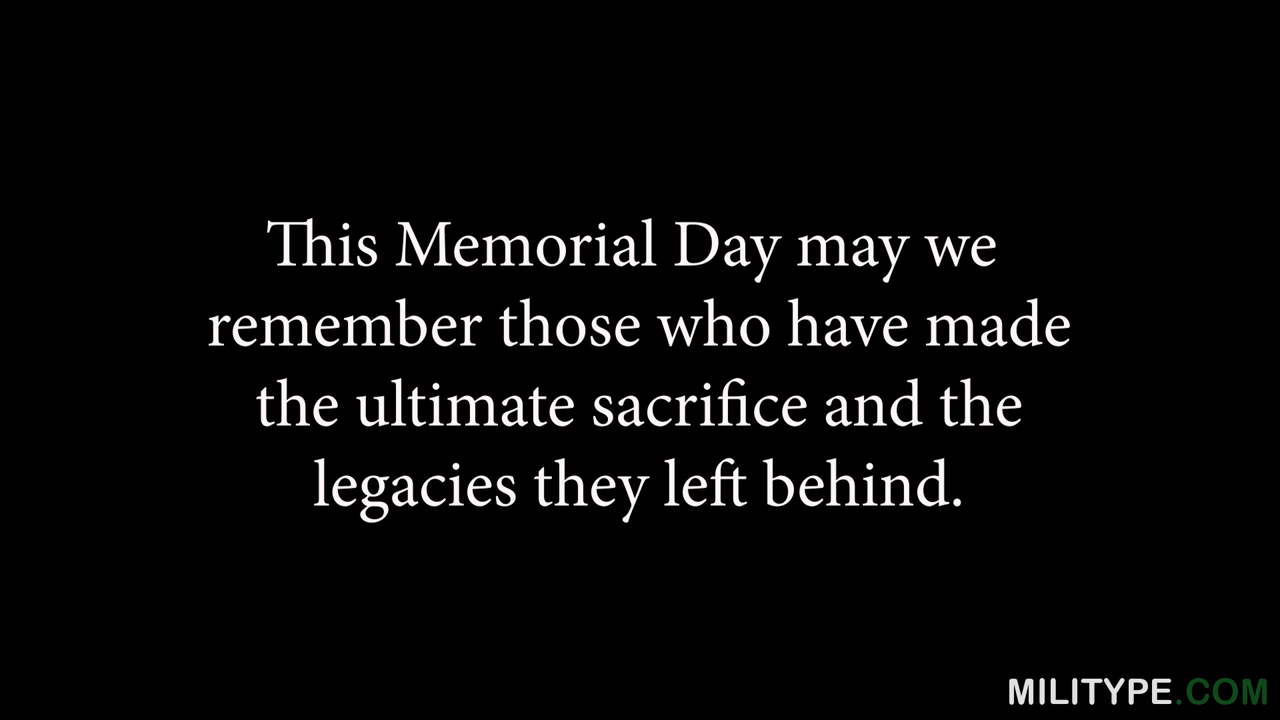 This Memorial Day may we
remember those who have made
the ultimate sacrifice and the
legacies they left behind.
MILITYPE.COM